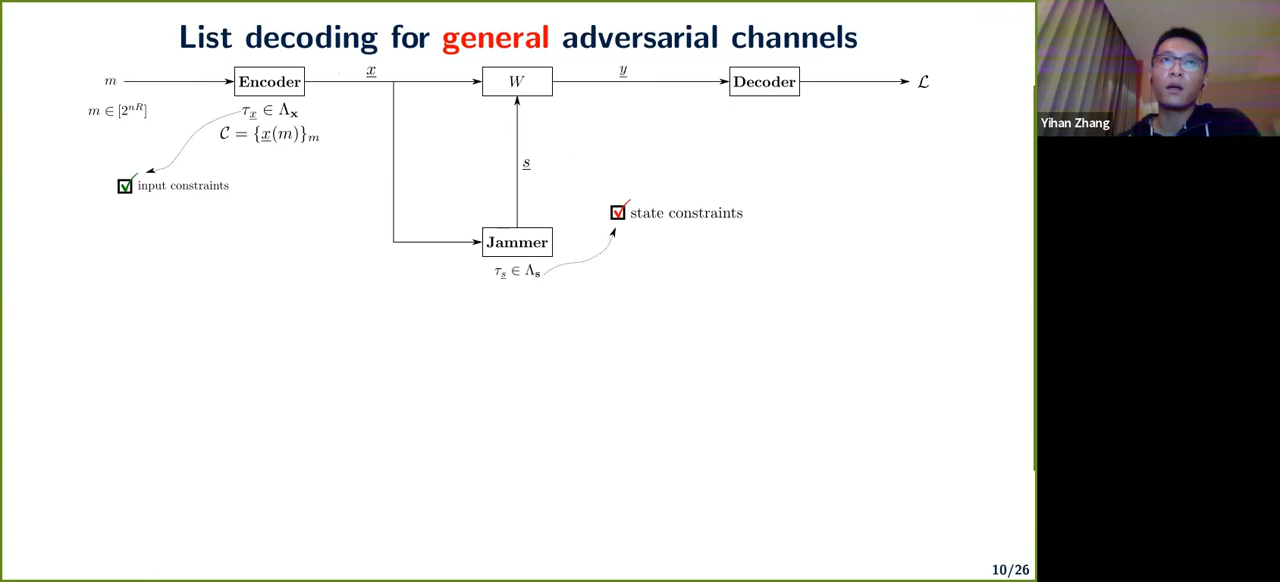 List decoding for general adversarial channels
m
Encoder
x
W
y
Decoder
ℒ
m ∈ [2^{nR}]
τ_x ∈ Λ_x
𝒞 = {x(m)}_m
s
input constraints
state constraints
Jammer
τ_s ∈ Λ_s
10/26
Yihan Zhang